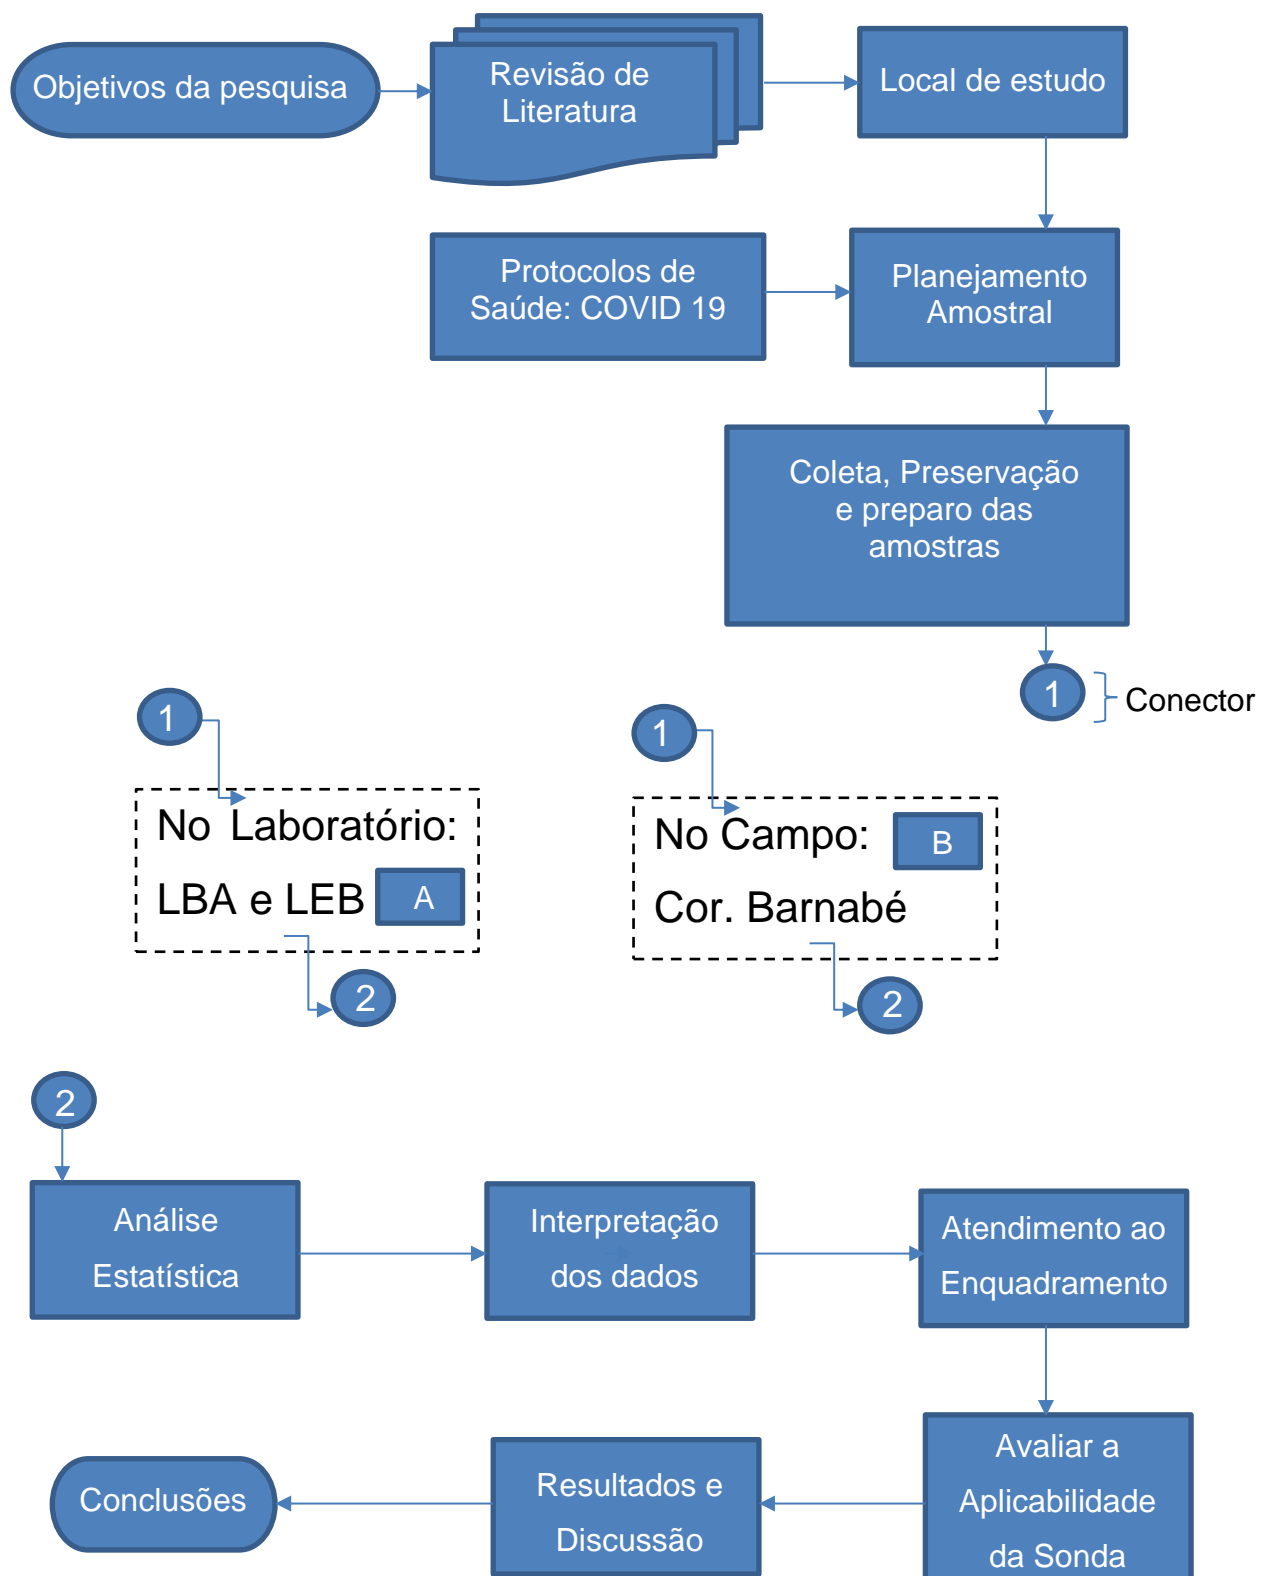 Objetivos da pesquisa
Revisão de
Literatura
Local de estudo
Protocolos de
Saúde: COVID 19
Planejamento
Amostral
Coleta, Preservação
e preparo das
amostras
1
Conector
1
No Laboratório:
LBA e LEB
A
2
1
No Campo:
B
Cor. Barnabé
2
2
Análise
Estatística
Interpretação
dos dados
Atendimento ao
Enquadramento
Avaliar a
Aplicabilidade
da Sonda
Resultados e
Discussão
Conclusões